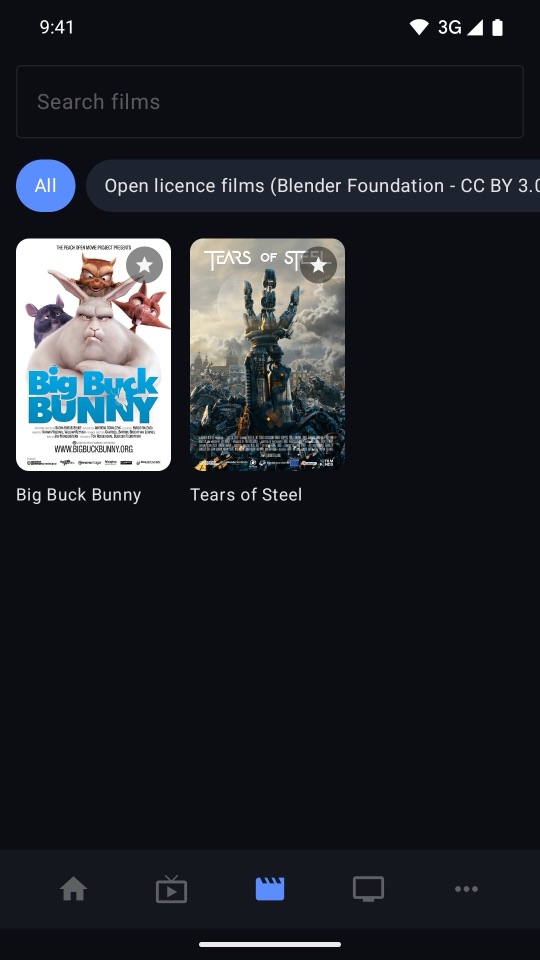 9:41
3G
Search films
All
Open licence films (Blender Foundation - CC BY 3.0
THE PEACH OPEN MOVIE PROJECT PRESENTS
Big Buck
BUNNY
WWW.BIGBUCKBUNNY.ORG
TEARS OF STEEL
Big Buck Bunny
Tears of Steel